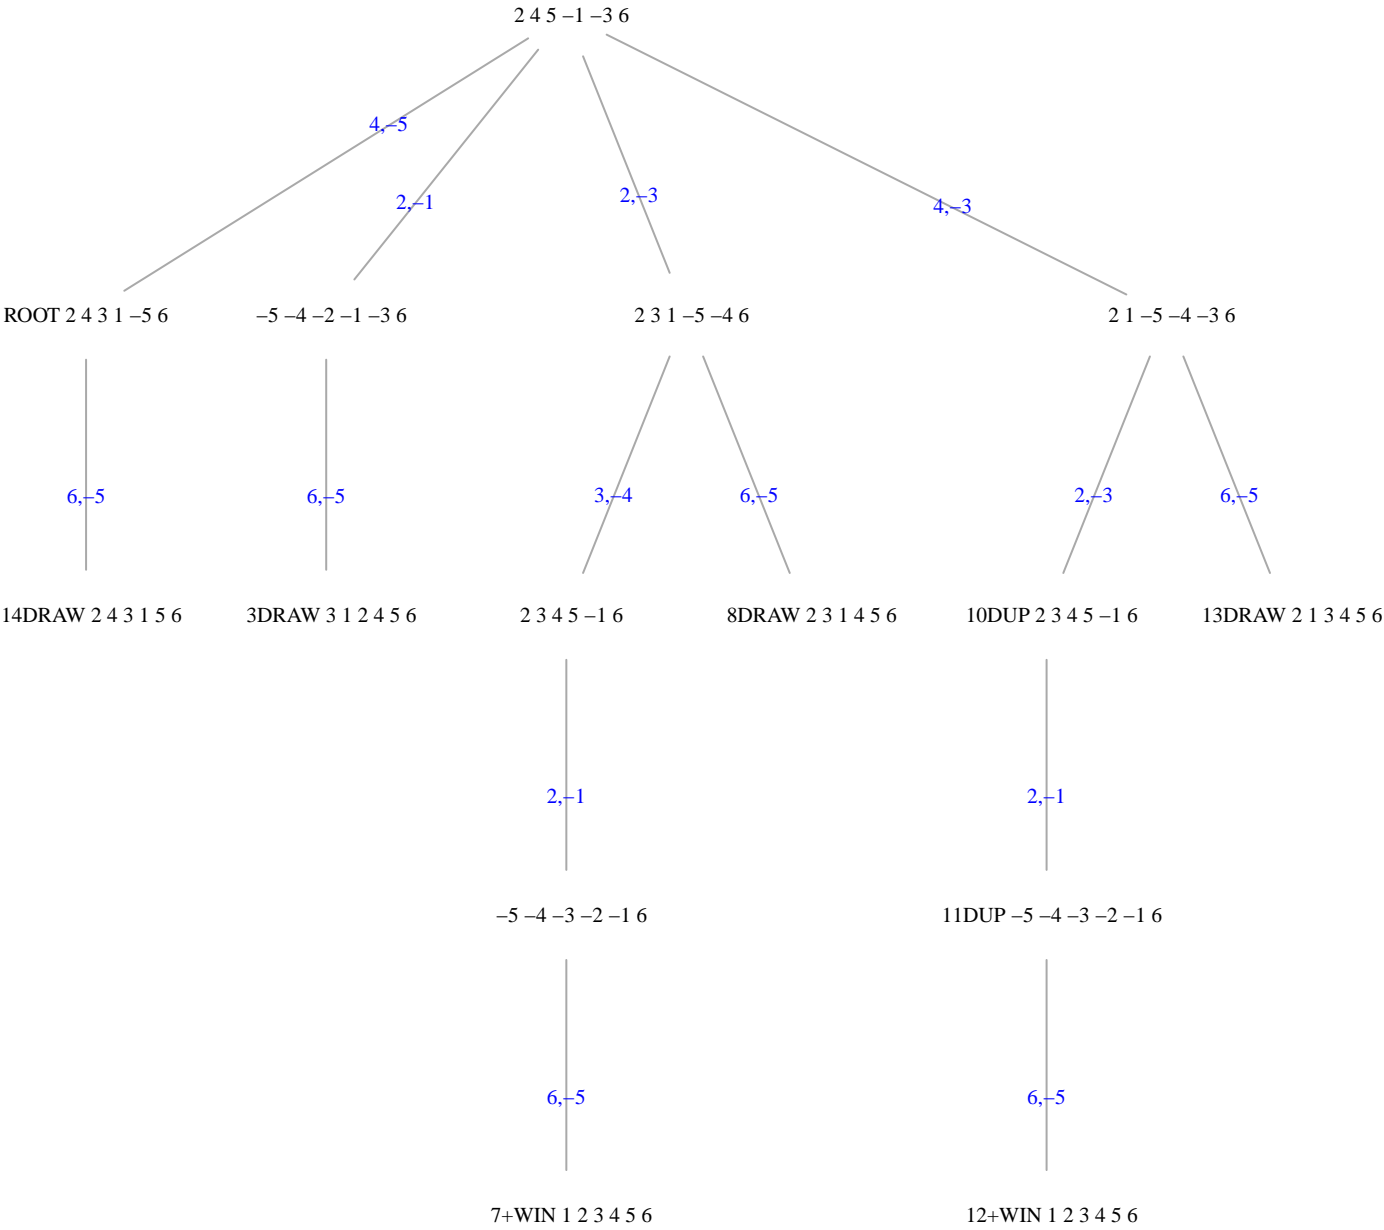 2 4 5 –1 –3 6
4,–5
2,–1
2,–3
4,–3
ROOT 2 4 3 1 –5 6
–5 –4 –2 –1 –3 6
2 3 1 –5 –4 6
2 1 –5 –4 –3 6
6,–5
6,–5
3,–4
6,–5
2,–3
6,–5
14DRAW 2 4 3 1 5 6
3DRAW 3 1 2 4 5 6
2 3 4 5 –1 6
8DRAW 2 3 1 4 5 6
10DUP 2 3 4 5 –1 6
13DRAW 2 1 3 4 5 6
2,–1
2,–1
–5 –4 –3 –2 –1 6
11DUP –5 –4 –3 –2 –1 6
6,–5
6,–5
7+WIN 1 2 3 4 5 6
12+WIN 1 2 3 4 5 6